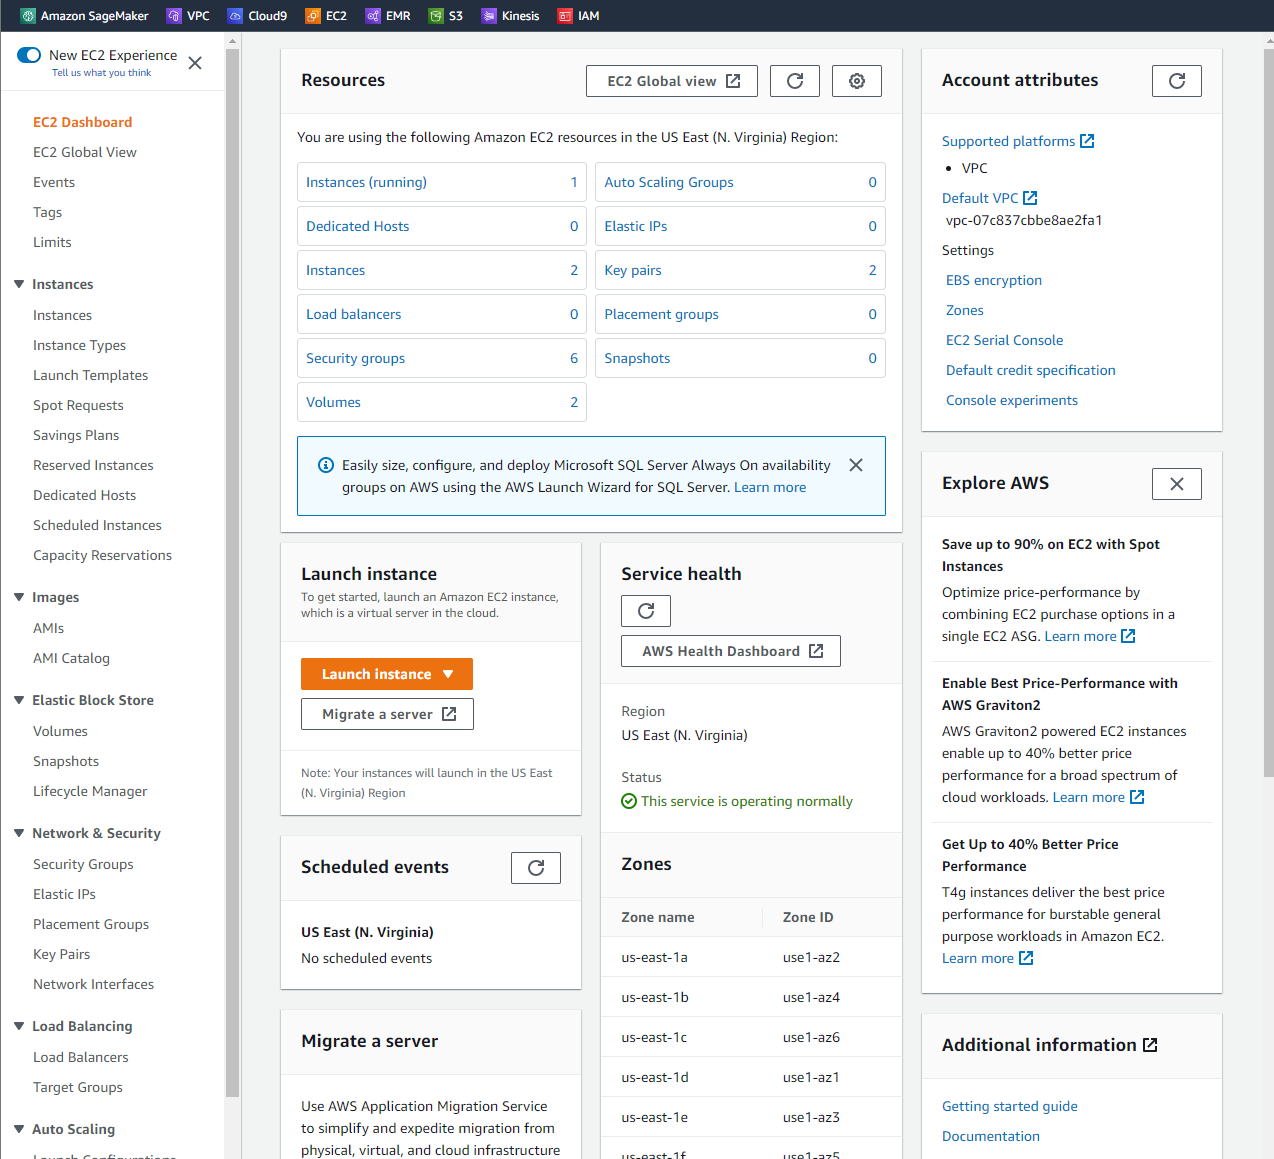 Amazon SageMaker
VPC
Cloud9
EC2
EMR
S3
Kinesis
IAM
New EC2 Experience
Tell us what you think
EC2 Dashboard
EC2 Global View
Events
Tags
Limits
Instances
Instances
Instance Types
Launch Templates
Spot Requests
Savings Plans
Reserved Instances
Dedicated Hosts
Scheduled Instances
Capacity Reservations
Images
AMIs
AMI Catalog
Elastic Block Store
Volumes
Snapshots
Lifecycle Manager
Network & Security
Security Groups
Elastic IPs
Placement Groups
Key Pairs
Network Interfaces
Load Balancing
Load Balancers
Target Groups
Auto Scaling
Launch Configurations
Resources
EC2 Global view
You are using the following Amazon EC2 resources in the US East (N. Virginia) Region:
Instances (running) 1
Auto Scaling Groups 0
Dedicated Hosts 0
Elastic IPs 0
Instances 2
Key pairs 2
Load balancers 0
Placement groups 0
Security groups 6
Snapshots 0
Volumes 2
Easily size, configure, and deploy Microsoft SQL Server Always On availability
groups on AWS using the AWS Launch Wizard for SQL Server. Learn more
Launch instance
To get started, launch an Amazon EC2 instance,
which is a virtual server in the cloud.
Launch instance
Migrate a server
Note: Your instances will launch in the US East
(N. Virginia) Region
Scheduled events
US East (N. Virginia)
No scheduled events
Migrate a server
Use AWS Application Migration Service
to simplify and expedite migration from
physical, virtual, and cloud infrastructure
Service health
AWS Health Dashboard
Region
US East (N. Virginia)
Status
This service is operating normally
Zones
Zone name Zone ID
us-east-1a use1-az2
us-east-1b use1-az4
us-east-1c use1-az6
us-east-1d use1-az1
us-east-1e use1-az3
us-east-1f use1-az5
Account attributes
Supported platforms
• VPC
Default VPC
vpc-07c837cbbe8ae2fa1
Settings
EBS encryption
Zones
EC2 Serial Console
Default credit specification
Console experiments
Explore AWS
Save up to 90% on EC2 with Spot
Instances
Optimize price-performance by
combining EC2 purchase options in a
single EC2 ASG. Learn more
Enable Best Price-Performance with
AWS Graviton2
AWS Graviton2 powered EC2 instances
enable up to 40% better price
performance for a broad spectrum of
cloud workloads. Learn more
Get Up to 40% Better Price
Performance
T4g instances deliver the best price
performance for burstable general
purpose workloads in Amazon EC2.
Learn more
Additional information
Getting started guide
Documentation